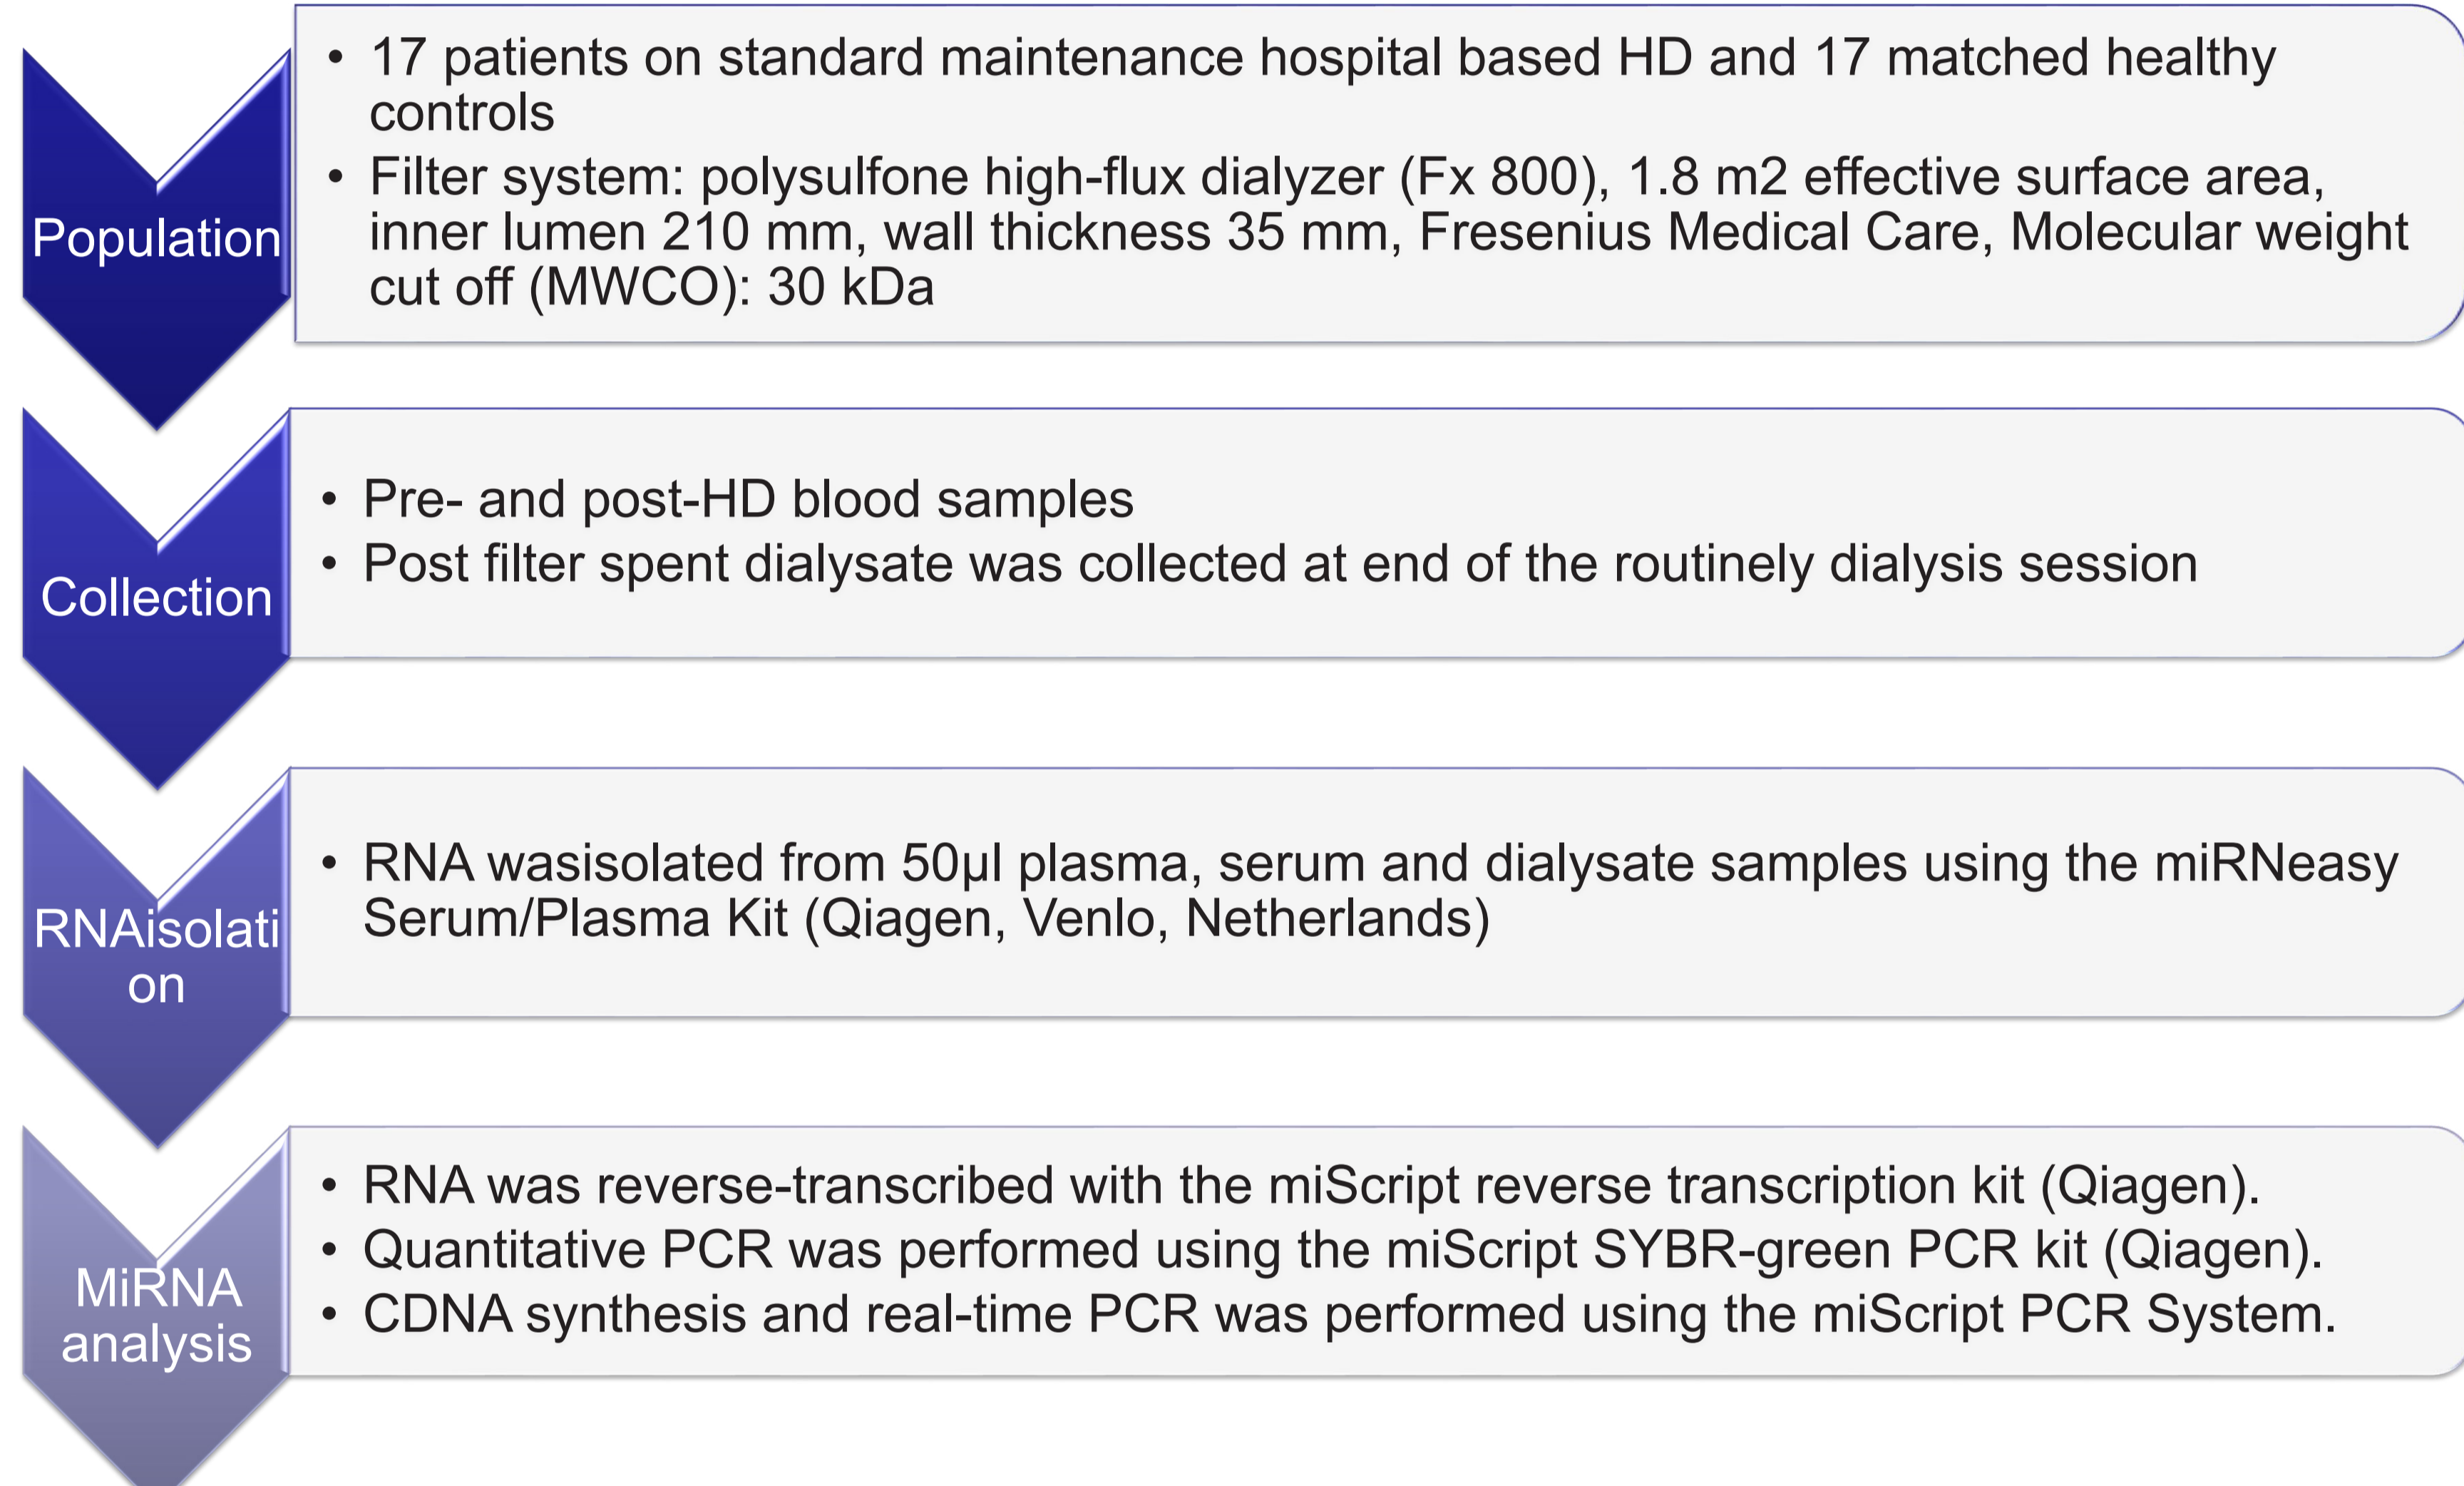 Population
• 17 patients on standard maintenance hospital based HD and 17 matched healthy
controls
• Filter system: polysulfone high-flux dialyzer (Fx 800), 1.8 m2 effective surface area,
inner lumen 210 mm, wall thickness 35 mm, Fresenius Medical Care, Molecular weight
cut off (MWCO): 30 kDa
Collection
• Pre- and post-HD blood samples
• Post filter spent dialysate was collected at end of the routinely dialysis session
RNAisolati
on
• RNA wasisolated from 50µl plasma, serum and dialysate samples using the miRNeasy
Serum/Plasma Kit (Qiagen, Venlo, Netherlands)
MiRNA
analysis
• RNA was reverse-transcribed with the miScript reverse transcription kit (Qiagen).
• Quantitative PCR was performed using the miScript SYBR-green PCR kit (Qiagen).
• CDNA synthesis and real-time PCR was performed using the miScript PCR System.